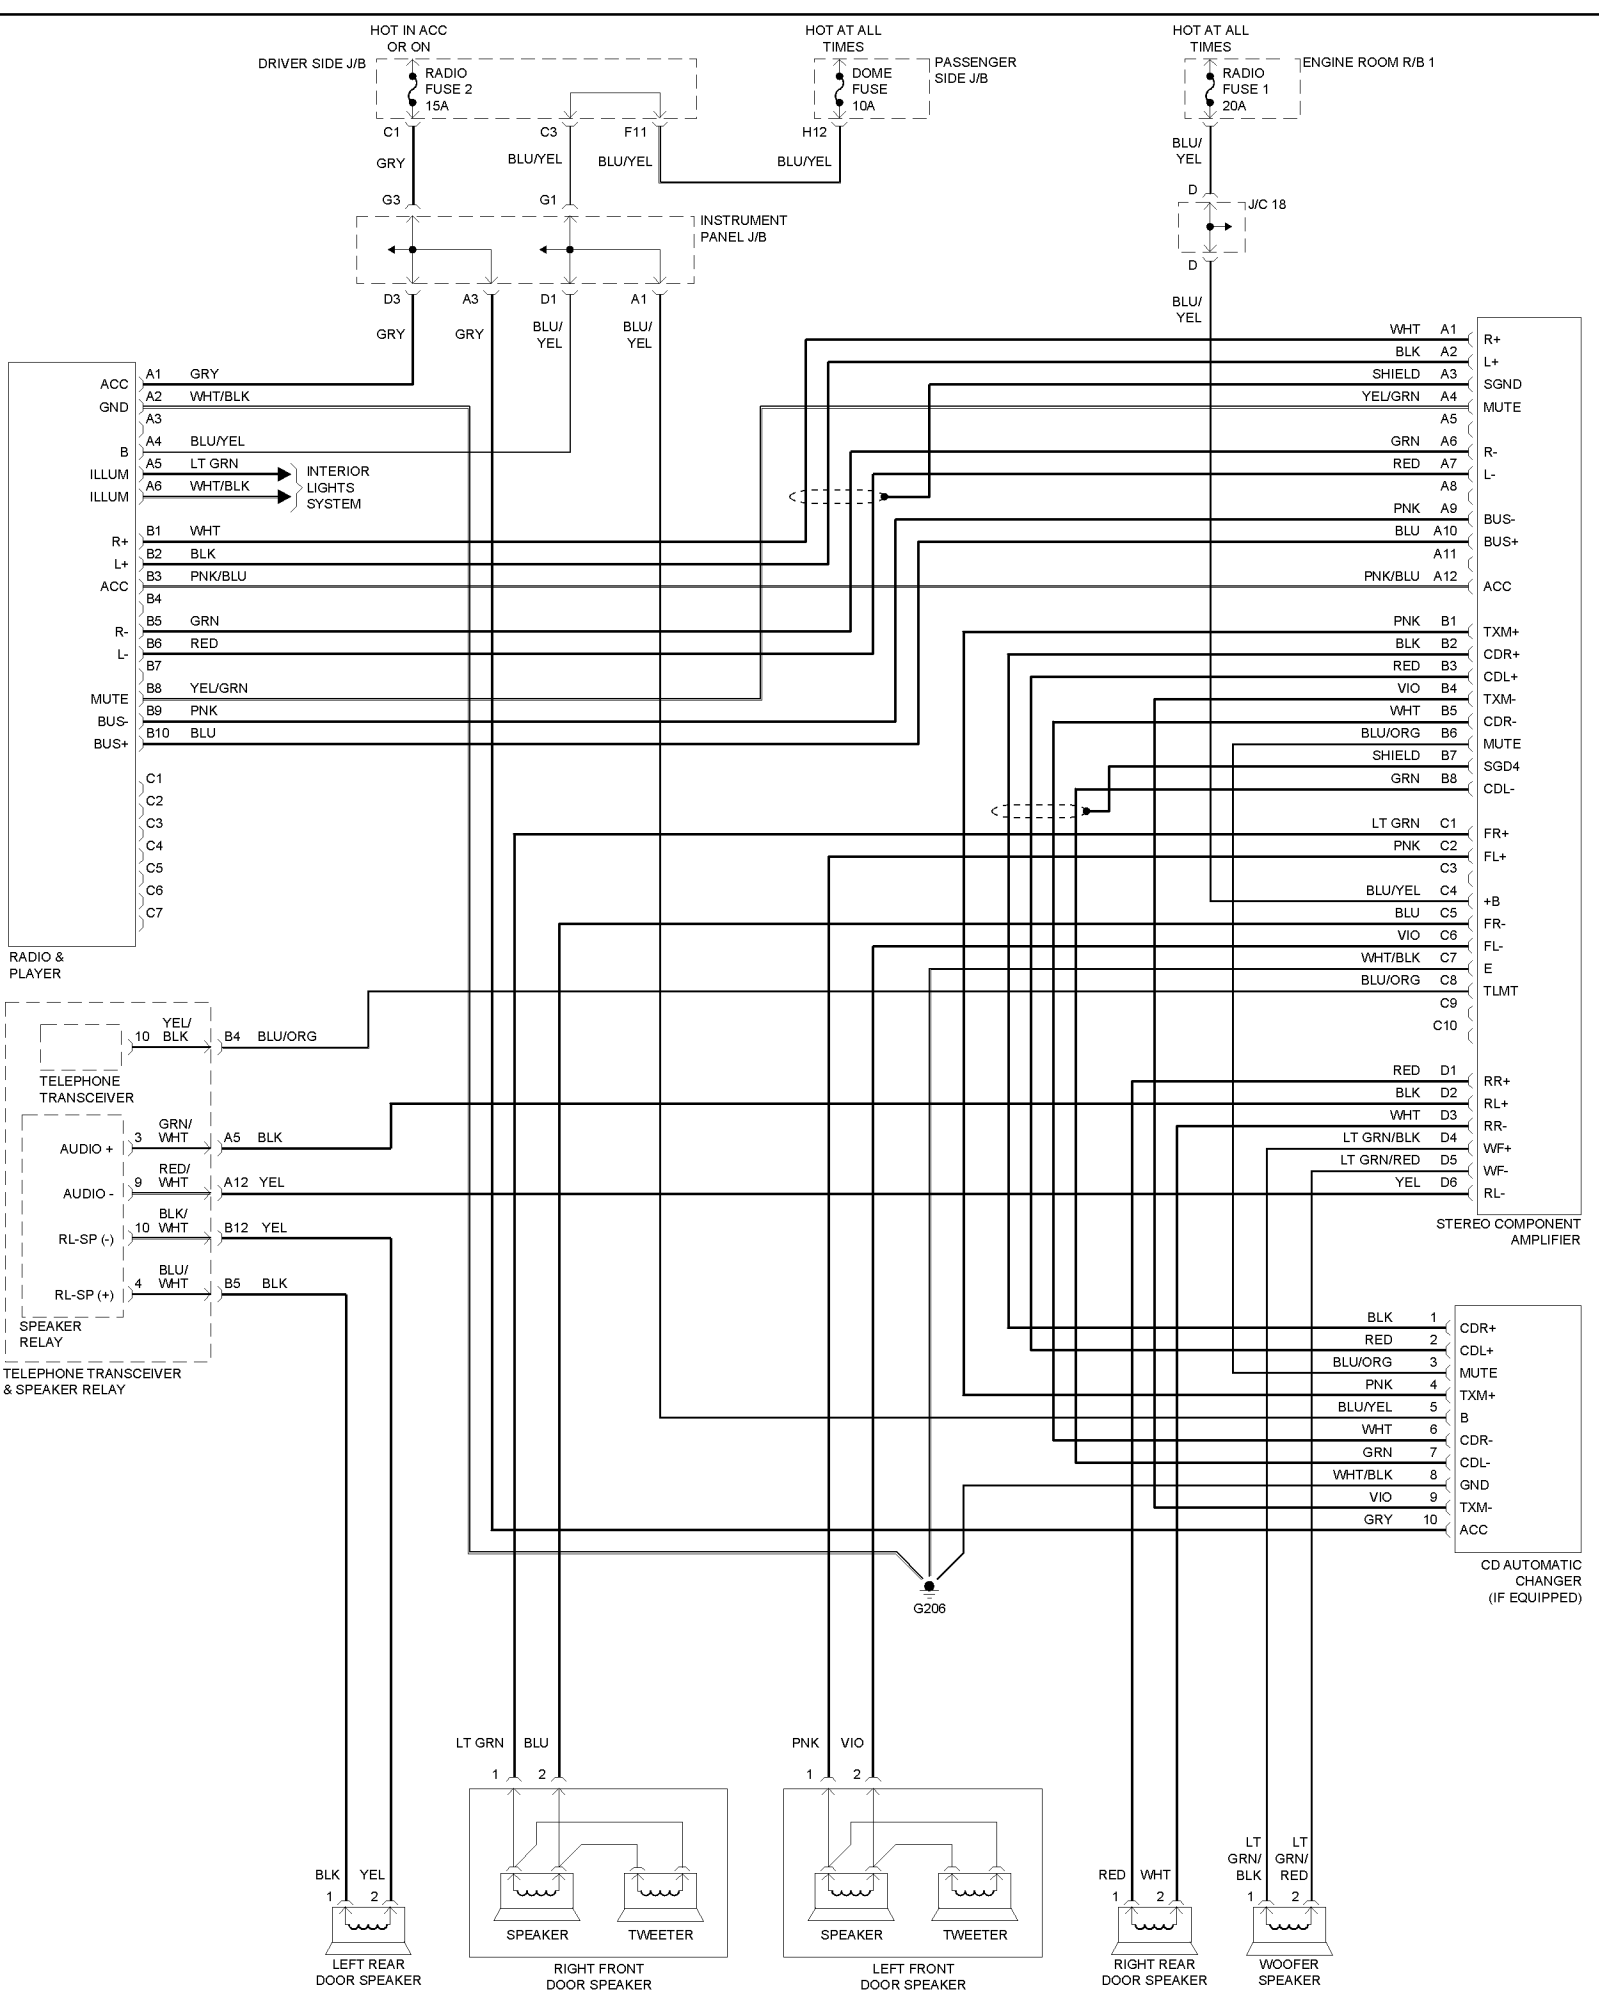 HOT IN ACC
OR ON
HOT AT ALL
TIMES
HOT AT ALL
TIMES
DRIVER SIDE J/B
RADIO
FUSE 2
15A
DOME
FUSE
10A
PASSENGER
SIDE J/B
RADIO
FUSE 1
20A
ENGINE ROOM R/B 1
C1 C3 F11 H12
GRY BLU/YEL BLU/YEL BLU/YEL
BLU/
YEL
G3 G1 D
INSTRUMENT
PANEL J/B
J/C 18
D
D3 A3 D1 A1
GRY GRY
BLU/
YEL
BLU/
YEL
BLU/
YEL
ACC A1 GRY
GND A2 WHT/BLK
A3
B A4 BLU/YEL
ILLUM A5 LT GRN
ILLUM A6 WHT/BLK
INTERIOR
LIGHTS
SYSTEM
R+ B1 WHT
L+ B2 BLK
ACC B3 PNK/BLU
B4
R- B5 GRN
L- B6 RED
B7
MUTE B8 YEL/GRN
BUS- B9 PNK
BUS+ B10 BLU
C1
C2
C3
C4
C5
C6
C7
RADIO &
PLAYER
WHT A1 R+
BLK A2 L+
SHIELD A3 SGND
YEL/GRN A4 MUTE
A5
GRN A6 R-
RED A7 L-
A8
PNK A9 BUS-
BLU A10 BUS+
A11
PNK/BLU A12 ACC
PNK B1 TXM+
BLK B2 CDR+
RED B3 CDL+
VIO B4 TXM-
WHT B5 CDR-
BLU/ORG B6 MUTE
SHIELD B7 SGD4
GRN B8 CDL-
LT GRN C1 FR+
PNK C2 FL+
C3
BLU/YEL C4 +B
BLU C5 FR-
VIO C6 FL-
WHT/BLK C7 E
BLU/ORG C8 TLMT
C9
C10
RED D1 RR+
BLK D2 RL+
WHT D3 RR-
LT GRN/BLK D4 WF+
LT GRN/RED D5 WF-
YEL D6 RL-
STEREO COMPONENT
AMPLIFIER
10 YEL/
BLK B4 BLU/ORG
TELEPHONE
TRANSCEIVER
AUDIO + 3 GRN/
WHT A5 BLK
AUDIO - 9 RED/
WHT A12 YEL
RL-SP (-) 10 BLK/
WHT B12 YEL
RL-SP (+) 4 BLU/
WHT B5 BLK
SPEAKER
RELAY
TELEPHONE TRANSCEIVER
& SPEAKER RELAY
BLK 1 CDR+
RED 2 CDL+
BLU/ORG 3 MUTE
PNK 4 TXM+
BLU/YEL 5 B
WHT 6 CDR-
GRN 7 CDL-
WHT/BLK 8 GND
VIO 9 TXM-
GRY 10 ACC
CD AUTOMATIC
CHANGER
(IF EQUIPPED)
G206
LT GRN BLU
1 2
SPEAKER TWEETER
RIGHT FRONT
DOOR SPEAKER
PNK VIO
1 2
SPEAKER TWEETER
LEFT FRONT
DOOR SPEAKER
BLK YEL
1 2
LEFT REAR
DOOR SPEAKER
RED WHT
1 2
RIGHT REAR
DOOR SPEAKER
LT
GRN/
BLK
LT
GRN/
RED
1 2
WOOFER
SPEAKER